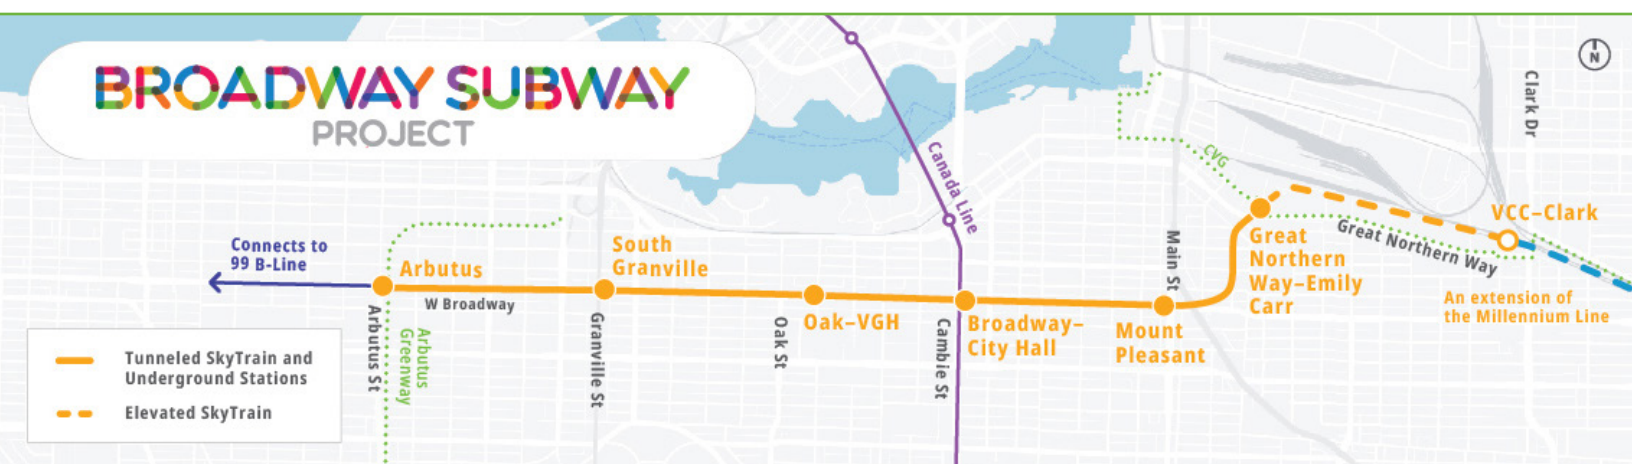 BROADWAY SUBWAY
PROJECT
N
Clark Dr
Canada Line
CVG
VCC–Clark
Great Northern Way
An extension of
the Millennium Line
Connects to
99 B-Line
Arbutus
W Broadway
South
Granville
Oak–VGH
Broadway–
City Hall
Mount
Pleasant
Great
Northern
Way–Emily
Carr
Main St
Arbutus St
Arbutus
Greenway
Granville St
Oak St
Cambie St
Tunneled SkyTrain and
Underground Stations
Elevated SkyTrain